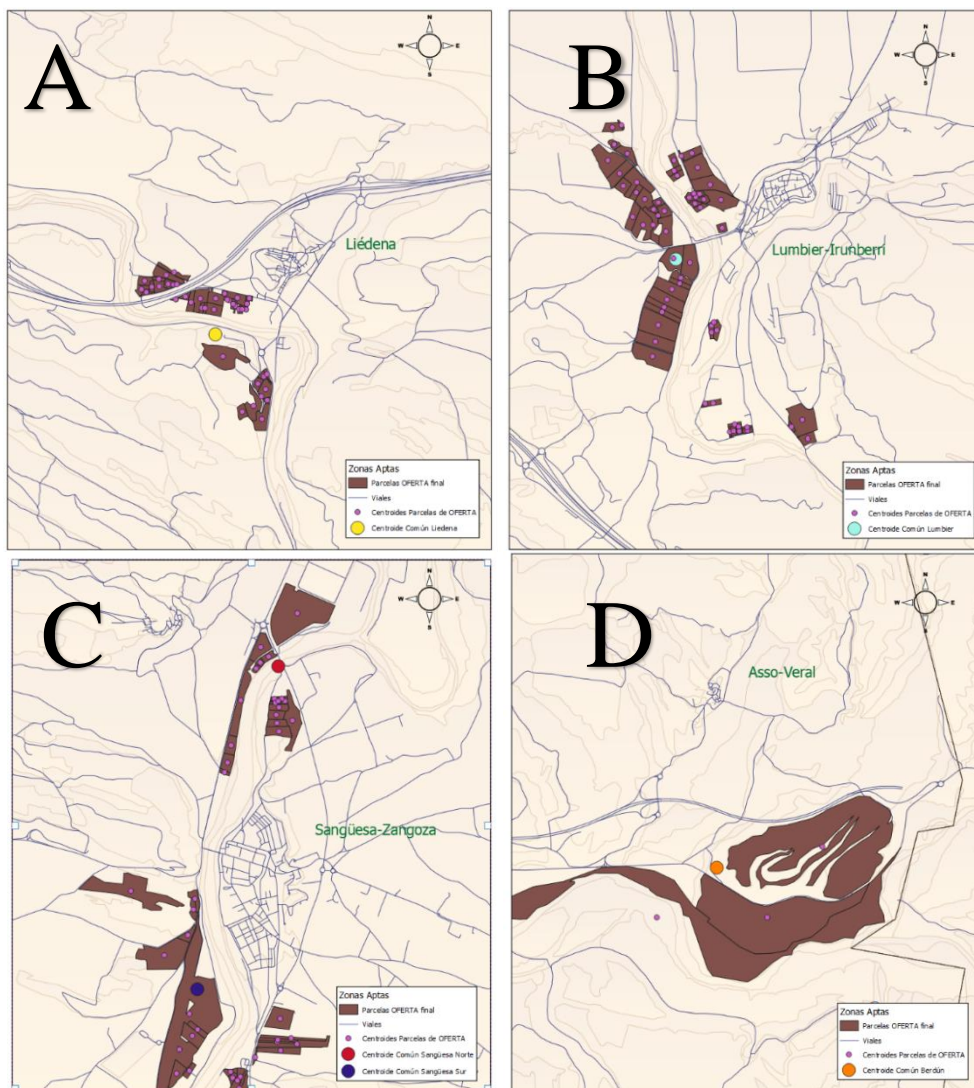 A
N
W E
S
Liédena
Zonas Aptas
Parcelas OFERTA final
Viales
Centroides Parcelas de OFERTA
Centroide Común Liedena
B
N
W E
S
Lumbier-Irunberri
Zonas Aptas
Parcelas OFERTA final
Viales
Centroides Parcelas de OFERTA
Centroide Común Lumbier
C
N
W E
S
Sangüesa-Zangoza
Zonas Aptas
Parcelas OFERTA final
Viales
Centroides Parcelas de OFERTA
Centroide Común Sangüesa Norte
Centroide Común Sangüesa Sur
D
N
W E
S
Asso-Veral
Zonas Aptas
Parcelas OFERTA final
Viales
Centroides Parcelas de OFERTA
Centroide Común Berdún